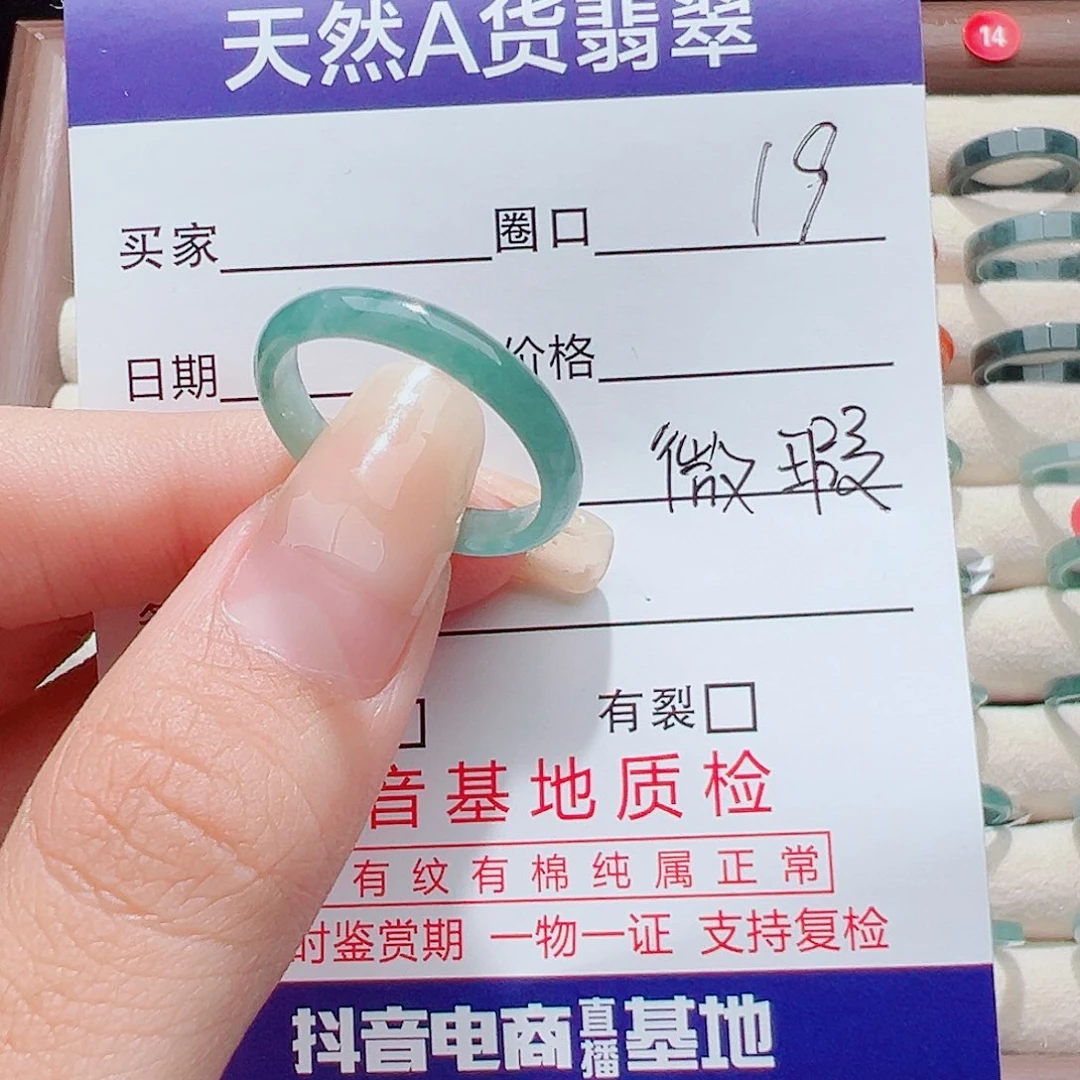 天然A货翡翠
14
买家 圈口 19
日期 价格
微瑕
有裂
音基地质检
有纹有棉纯属正常
时鉴赏期 一物一证 支持复检
抖音电商直播基地